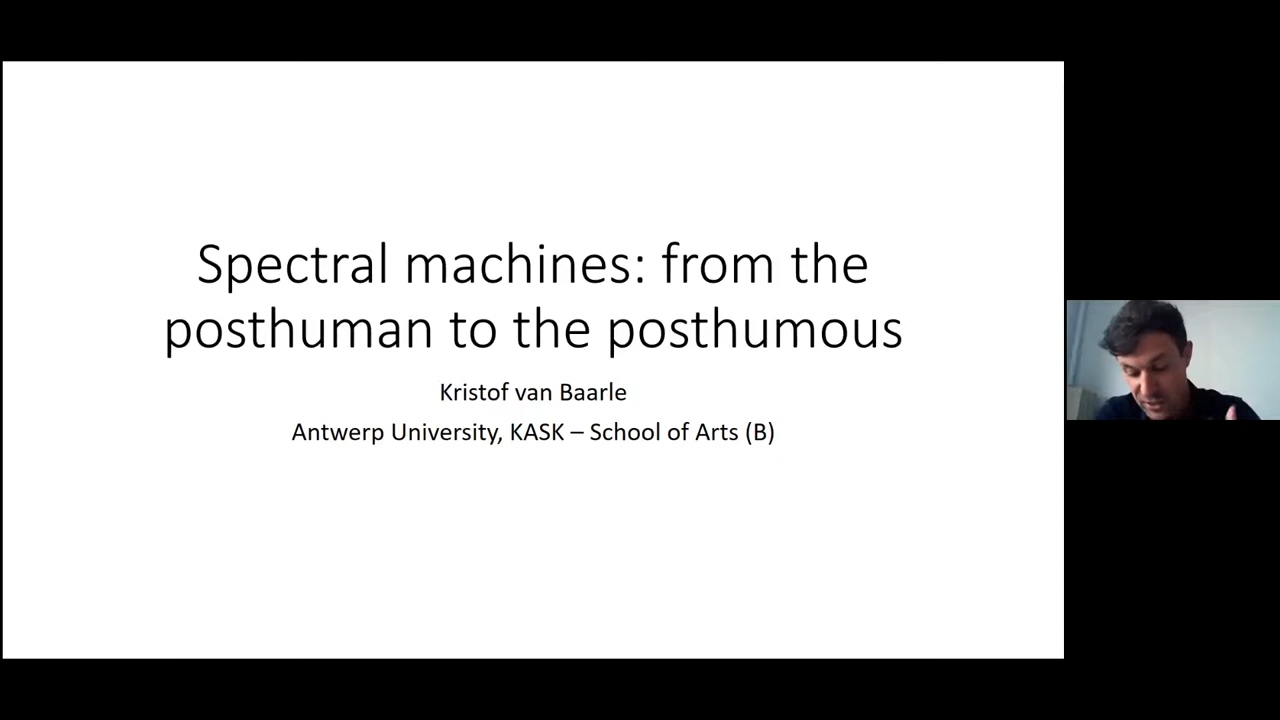 Spectral machines: from the
posthuman to the posthumous
Kristof van Baarle
Antwerp University, KASK – School of Arts (B)